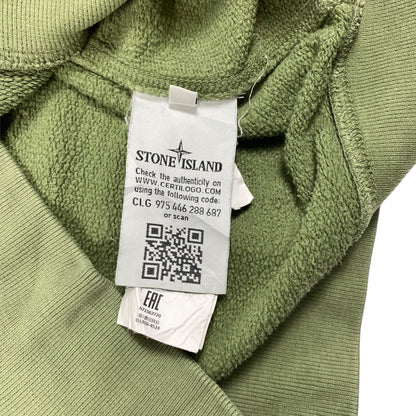 STONE ISLAND
Check the authenticity on
WWW.CERTILOGO.COM
using the following code:
CLG 975 446 288 687
or scan
EAC